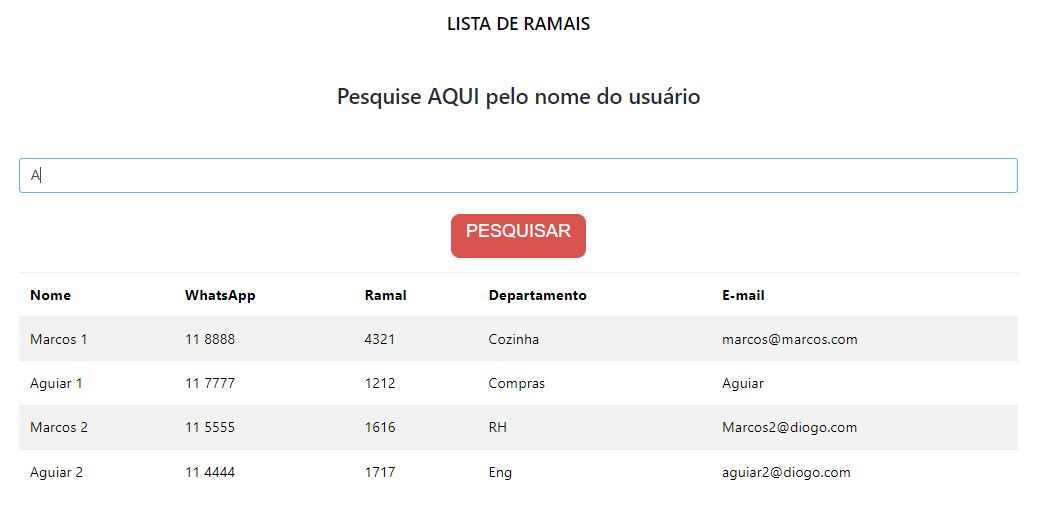 LISTA DE RAMAIS
Pesquise AQUI pelo nome do usuário
A
PESQUISAR
Nome WhatsApp Ramal Departamento E-mail
Marcos 1 11 8888 4321 Cozinha marcos@marcos.com
Aguiar 1 11 7777 1212 Compras Aguiar
Marcos 2 11 5555 1616 RH Marcos2@diogo.com
Aguiar 2 11 4444 1717 Eng aguiar2@diogo.com